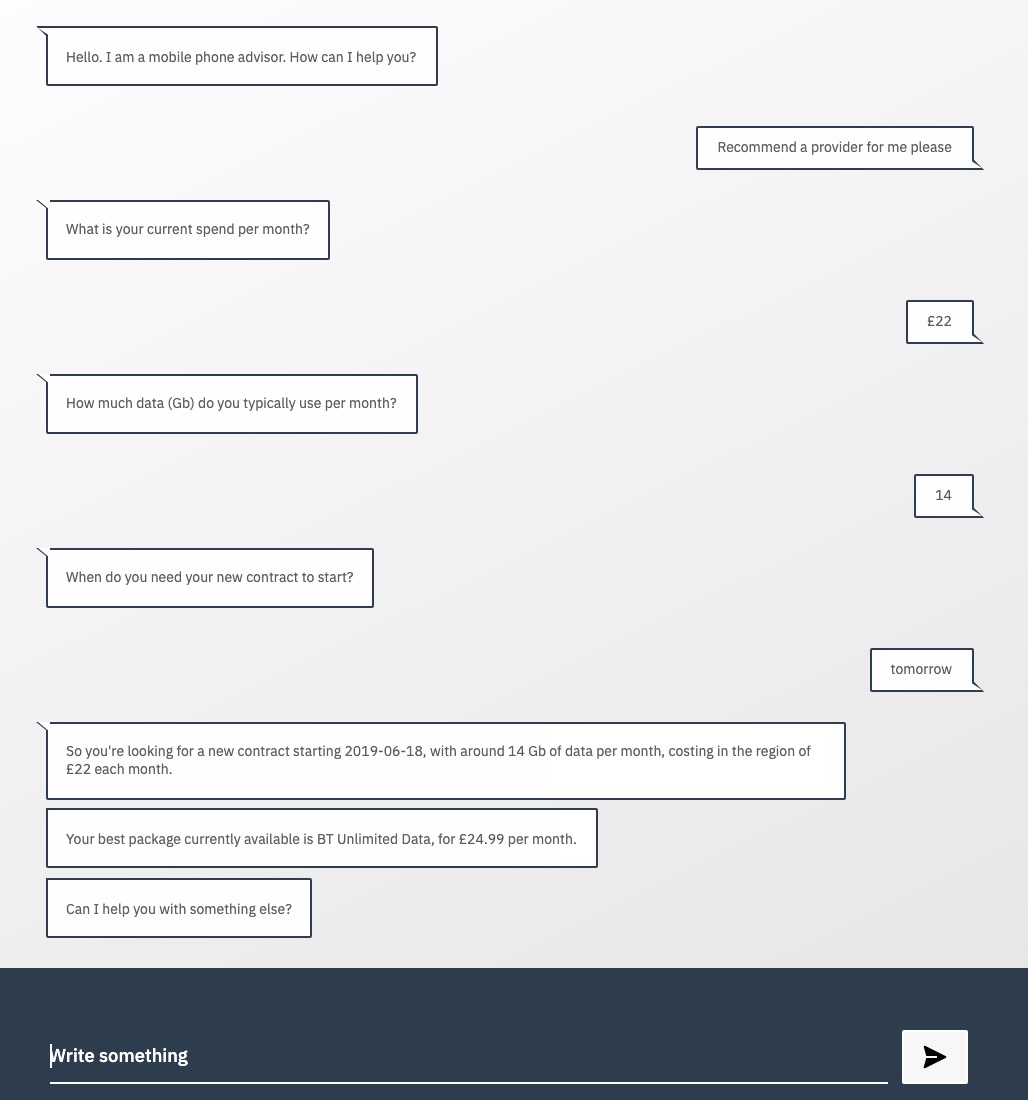 Hello. I am a mobile phone advisor. How can I help you?
Recommend a provider for me please
What is your current spend per month?
£22
How much data (Gb) do you typically use per month?
14
When do you need your new contract to start?
tomorrow
So you're looking for a new contract starting 2019-06-18, with around 14 Gb of data per month, costing in the region of
£22 each month.
Your best package currently available is BT Unlimited Data, for £24.99 per month.
Can I help you with something else?
Write something